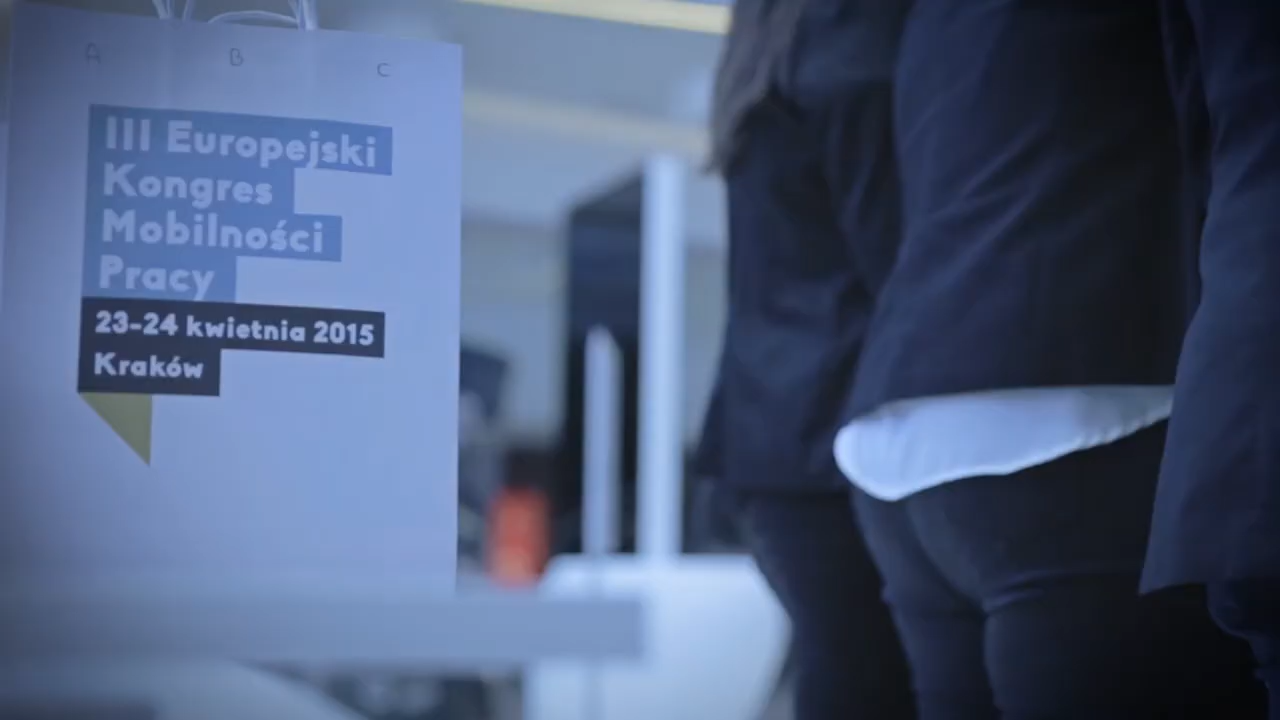 A B C
III Europejski
Kongres
Mobilności
Pracy
23-24 kwietnia 2015
Kraków